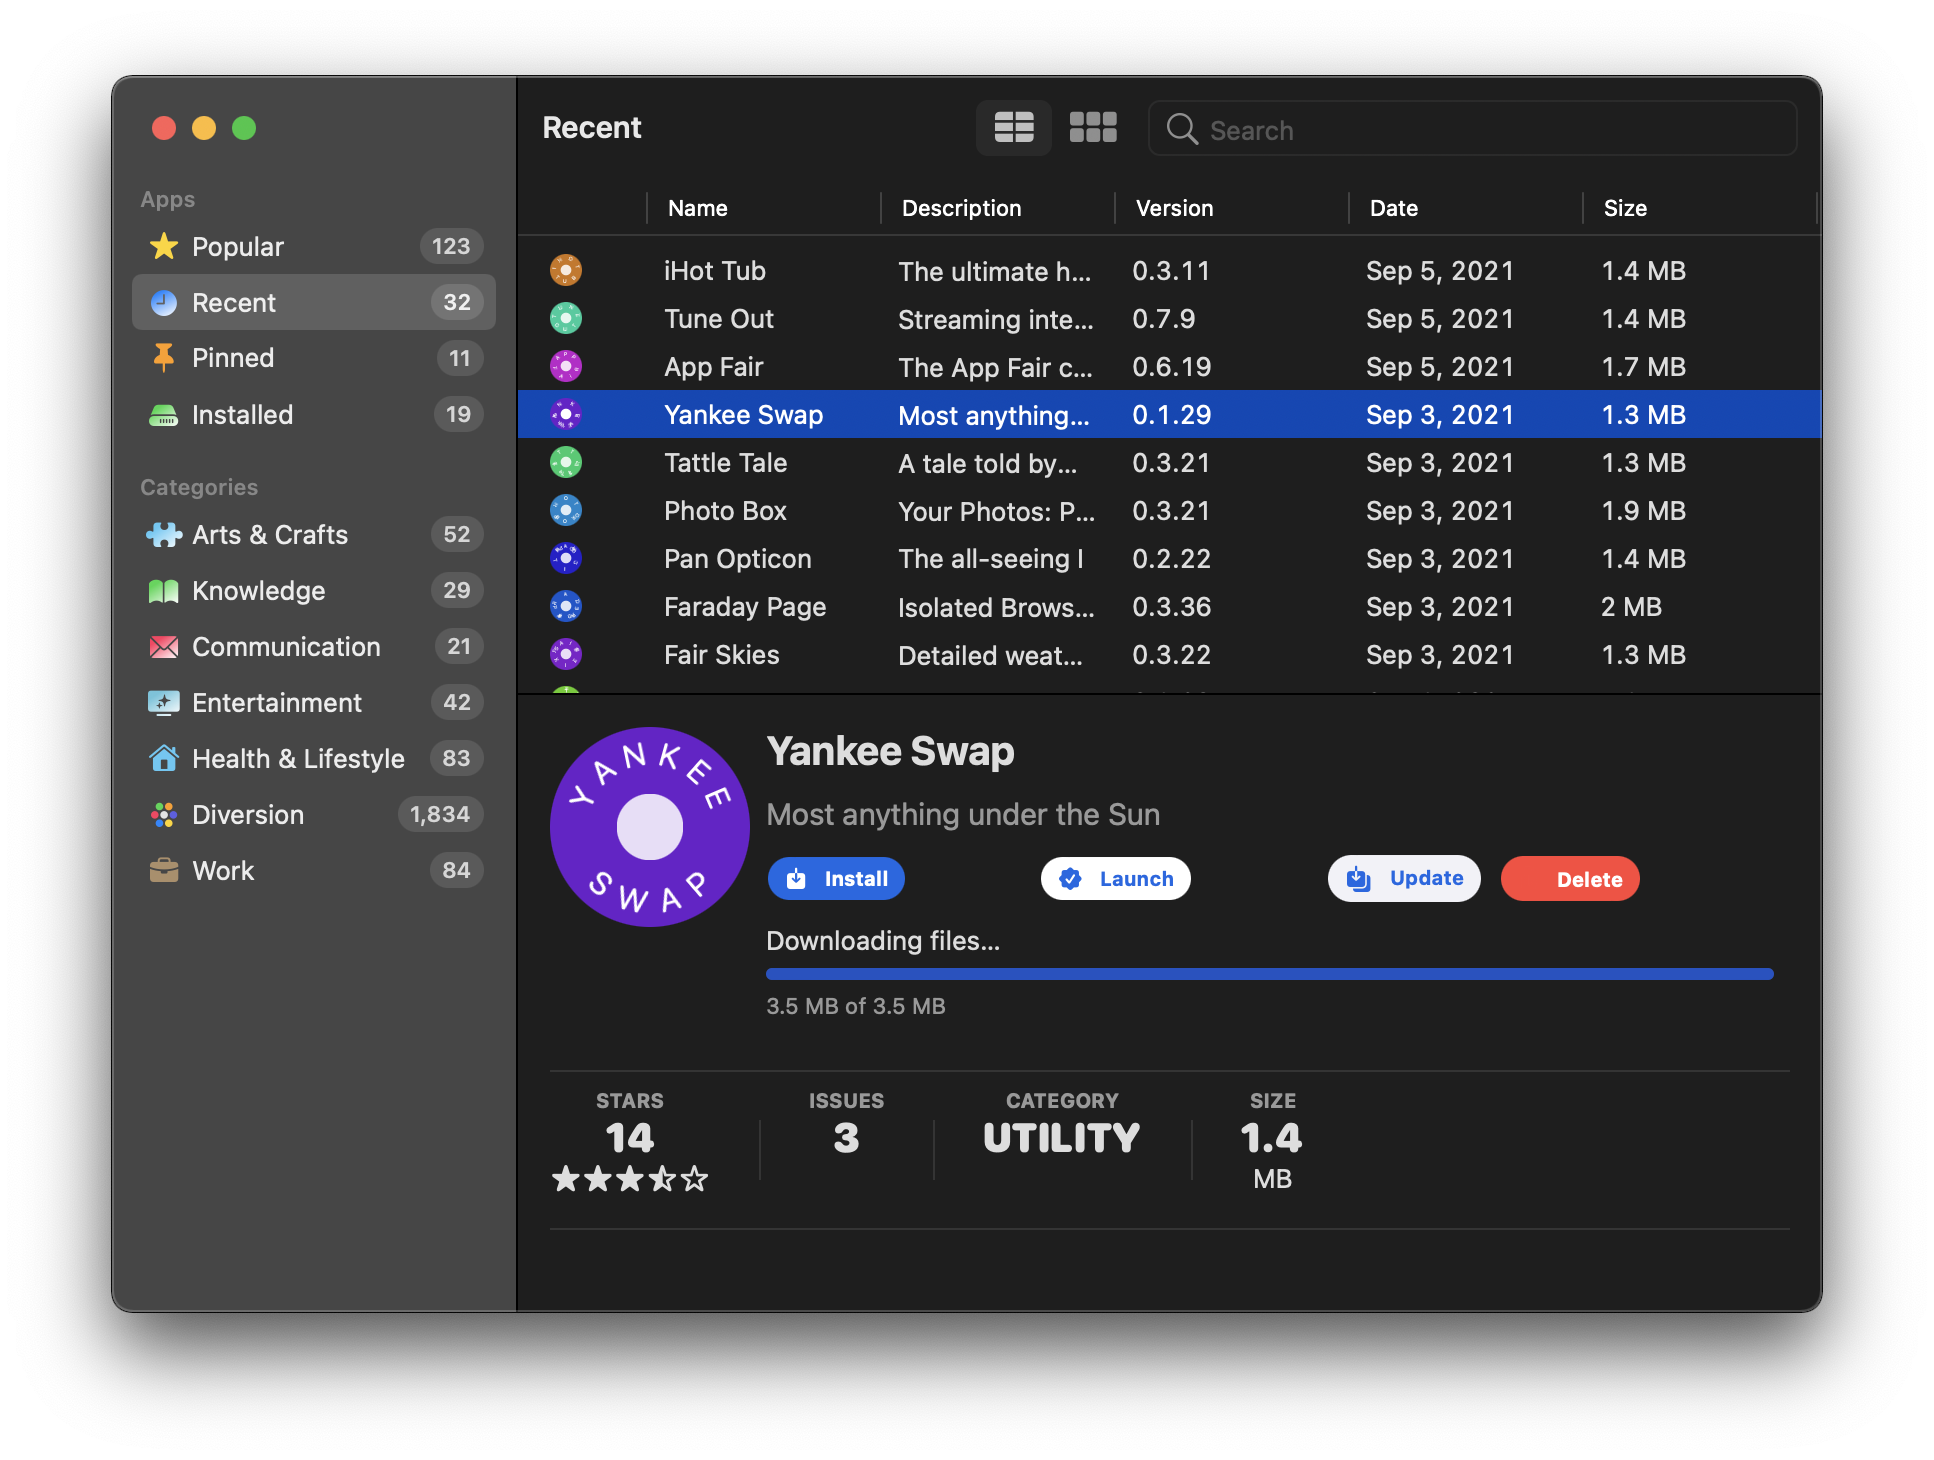 Apps
Popular 123
Recent 32
Pinned 11
Installed 19
Categories
Arts & Crafts 52
Knowledge 29
Communication 21
Entertainment 42
Health & Lifestyle 83
Diversion 1,834
Work 84
Recent
Search
Name Description Version Date Size
iHot Tub The ultimate h... 0.3.11 Sep 5, 2021 1.4 MB
Tune Out Streaming inte... 0.7.9 Sep 5, 2021 1.4 MB
App Fair The App Fair c... 0.6.19 Sep 5, 2021 1.7 MB
Yankee Swap Most anything... 0.1.29 Sep 3, 2021 1.3 MB
Tattle Tale A tale told by... 0.3.21 Sep 3, 2021 1.3 MB
Photo Box Your Photos: P... 0.3.21 Sep 3, 2021 1.9 MB
Pan Opticon The all-seeing I 0.2.22 Sep 3, 2021 1.4 MB
Faraday Page Isolated Brows... 0.3.36 Sep 3, 2021 2 MB
Fair Skies Detailed weat... 0.3.22 Sep 3, 2021 1.3 MB
YANKEE
SWAP
Yankee Swap
Most anything under the Sun
Install Launch Update Delete
Downloading files...
3.5 MB of 3.5 MB
STARS ISSUES CATEGORY SIZE
14 3 UTILITY 1.4
MB